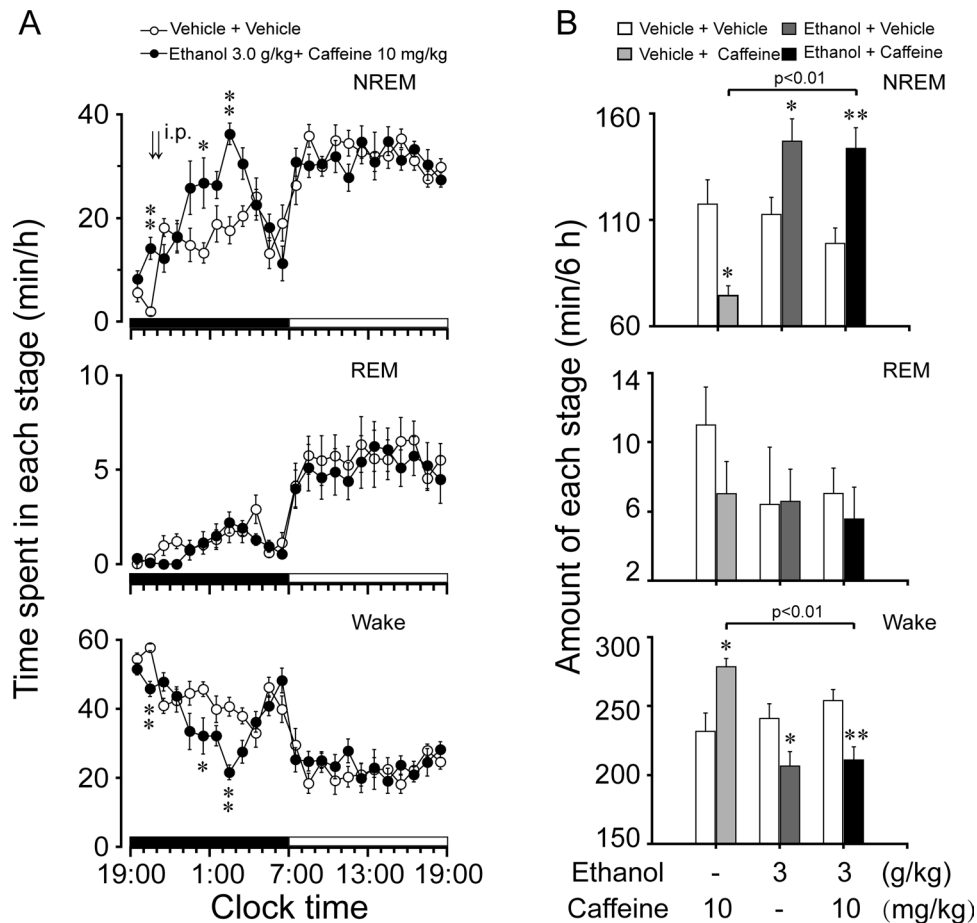 A
Vehicle + Vehicle
Ethanol 3.0 g/kg+ Caffeine 10 mg/kg
NREM
Time spent in each stage (min/h)
40
20
0
i.p.
**
*
**
REM
10
5
0
Wake
60
40
20
0
**
*
**
19:00 1:00 7:00 13:00 19:00
Clock time
B
Vehicle + Vehicle Ethanol + Vehicle
Vehicle + Caffeine Ethanol + Caffeine
p<0.01 NREM
Amount of each stage (min/6 h)
160
110
60
*
*
**
REM
14
10
6
2
p<0.01 Wake
300
250
200
150
*
*
**
Ethanol - 3 3 (g/kg)
Caffeine 10 - 10 (mg/kg)